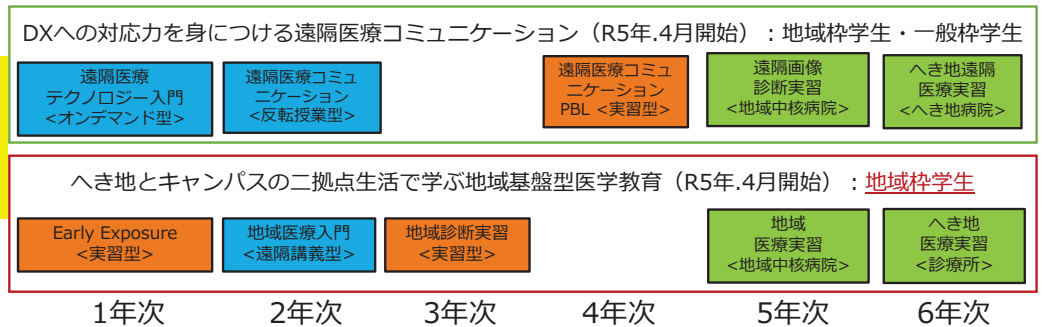 DXへの対応力を身につける遠隔医療コミュニケーション（R5年.4月開始）：地域枠学生・一般枠学生
遠隔医療
テクノロジー入門
<オンデマンド型>
遠隔医療コミュ
ニケーション
<反転授業型>
遠隔医療コミュ
ニケーション
PBL <実習型>
遠隔画像
診断実習
<地域中核病院>
へき地遠隔
医療実習
<へき地病院>
へき地とキャンパスの二拠点生活で学ぶ地域基盤型医学教育（R5年.4月開始）：地域枠学生
Early Exposure
<実習型>
地域医療入門
<遠隔講義型>
地域診断実習
<実習型>
地域
医療実習
<地域中核病院>
へき地
医療実習
<診療所>
1年次
2年次
3年次
4年次
5年次
6年次